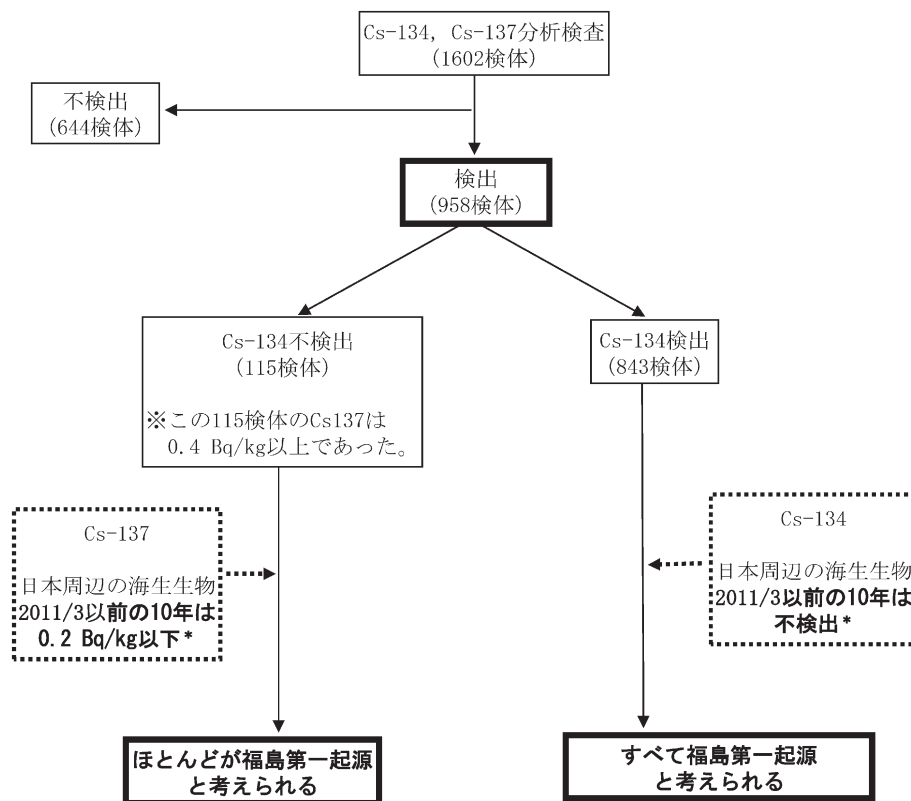 Cs-134, Cs-137分析検査
(1602検体)
不検出
(644検体)
検出
(958検体)
Cs-134不検出
(115検体)
※この115検体のCs137は
0.4 Bq/kg以上であった。
Cs-134検出
(843検体)
Cs-137
日本周辺の海生生物
2011/3以前の10年は
0.2 Bq/kg以下*
Cs-134
日本周辺の海生生物
2011/3以前の10年は
不検出*
ほとんどが福島第一起源
と考えられる
すべて福島第一起源
と考えられる